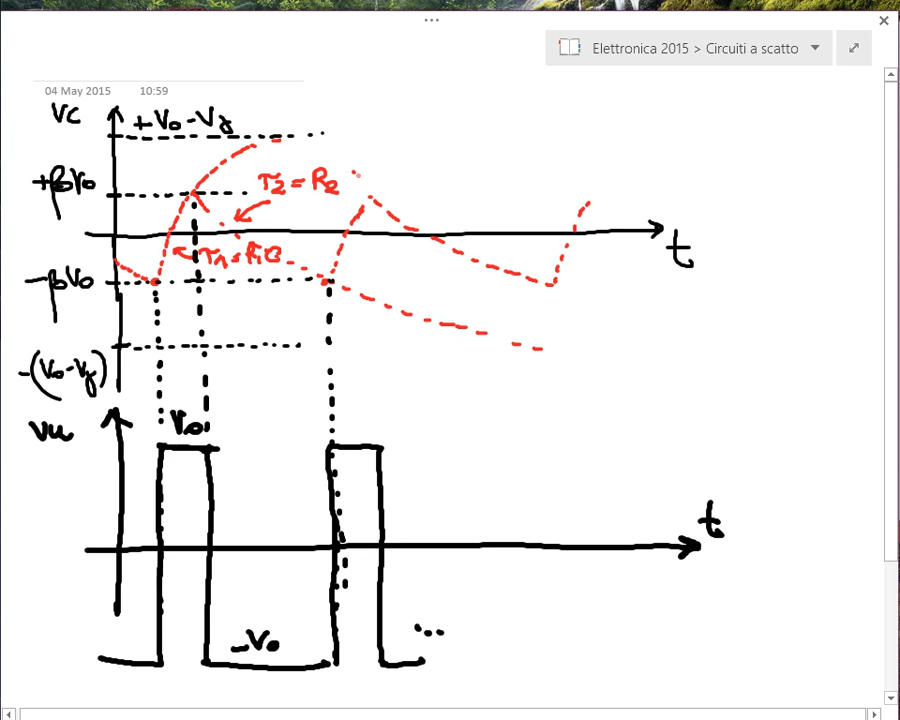 ...
Elettronica 2015 > Circuiti a scatto
04 May 2015 10:59
VC
+V0-Vγ
+βV0
τ2=R2
t
τ1=R1C
-βV0
-(V0-Vγ)
V0
Vu
t
-V0
...